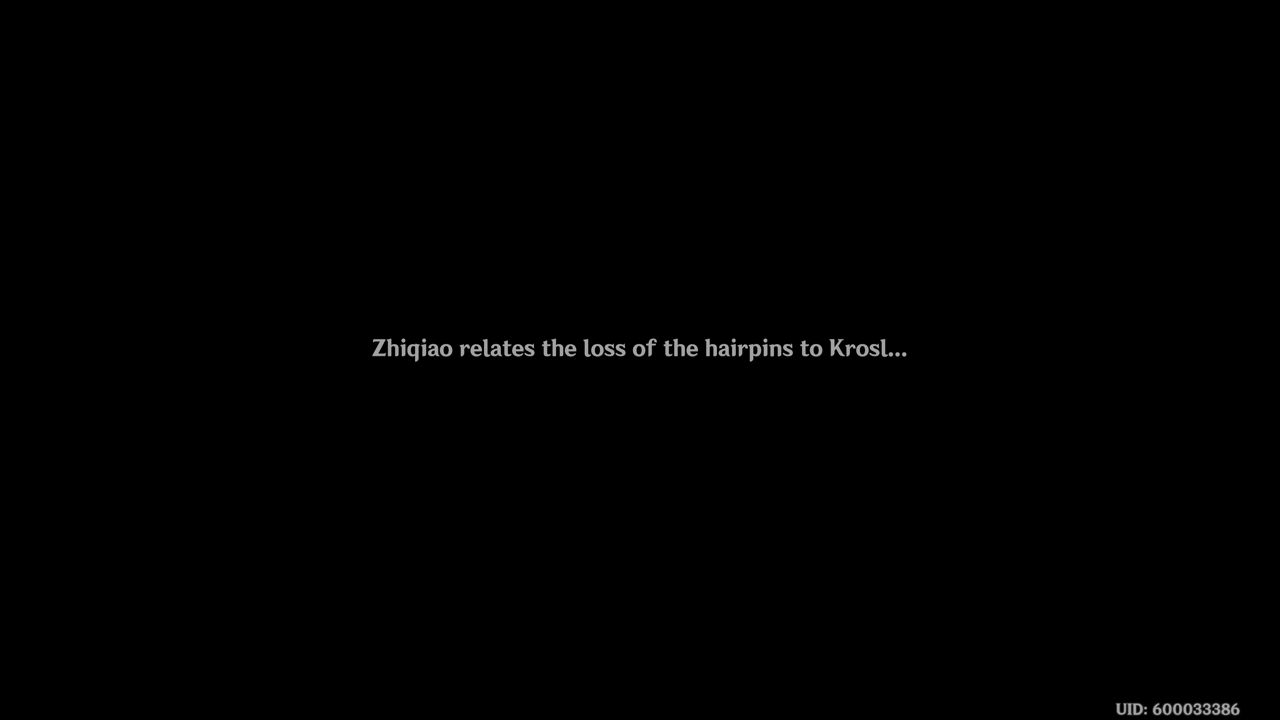 Zhiqiao relates the loss of the hairpins to Krosl...
UID: 600033386